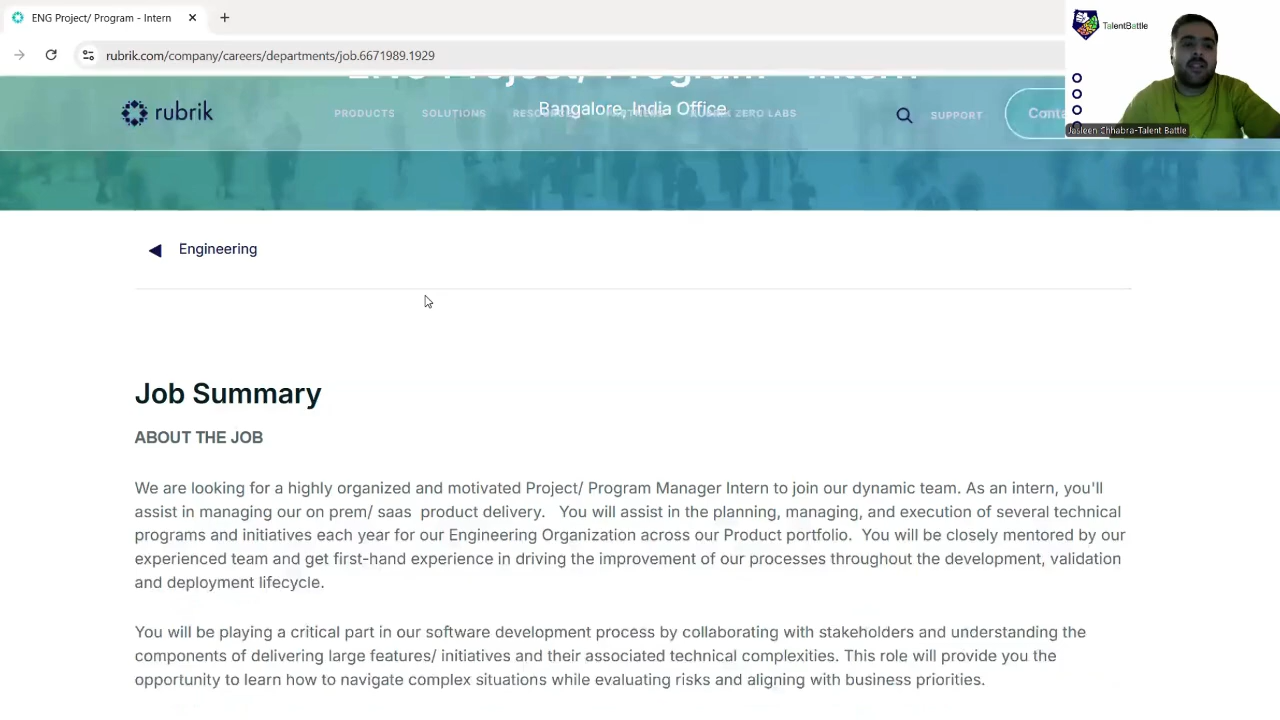 ENG Project/ Program - Intern
rubrik.com/company/careers/departments/job.6671989.1929
TalentBattle
ENG Project/ Program - Intern
Bangalore, India Office
rubrik
PRODUCTS SOLUTIONS RUBRIK ZERO LABS SUPPORT
Jasleen Chhabra-Talent Battle
Engineering
Job Summary
ABOUT THE JOB
We are looking for a highly organized and motivated Project/ Program Manager Intern to join our dynamic team. As an intern, you'll
assist in managing our on prem/ saas product delivery. You will assist in the planning, managing, and execution of several technical
programs and initiatives each year for our Engineering Organization across our Product portfolio. You will be closely mentored by our
experienced team and get first-hand experience in driving the improvement of our processes throughout the development, validation
and deployment lifecycle.
You will be playing a critical part in our software development process by collaborating with stakeholders and understanding the
components of delivering large features/ initiatives and their associated technical complexities. This role will provide you the
opportunity to learn how to navigate complex situations while evaluating risks and aligning with business priorities.